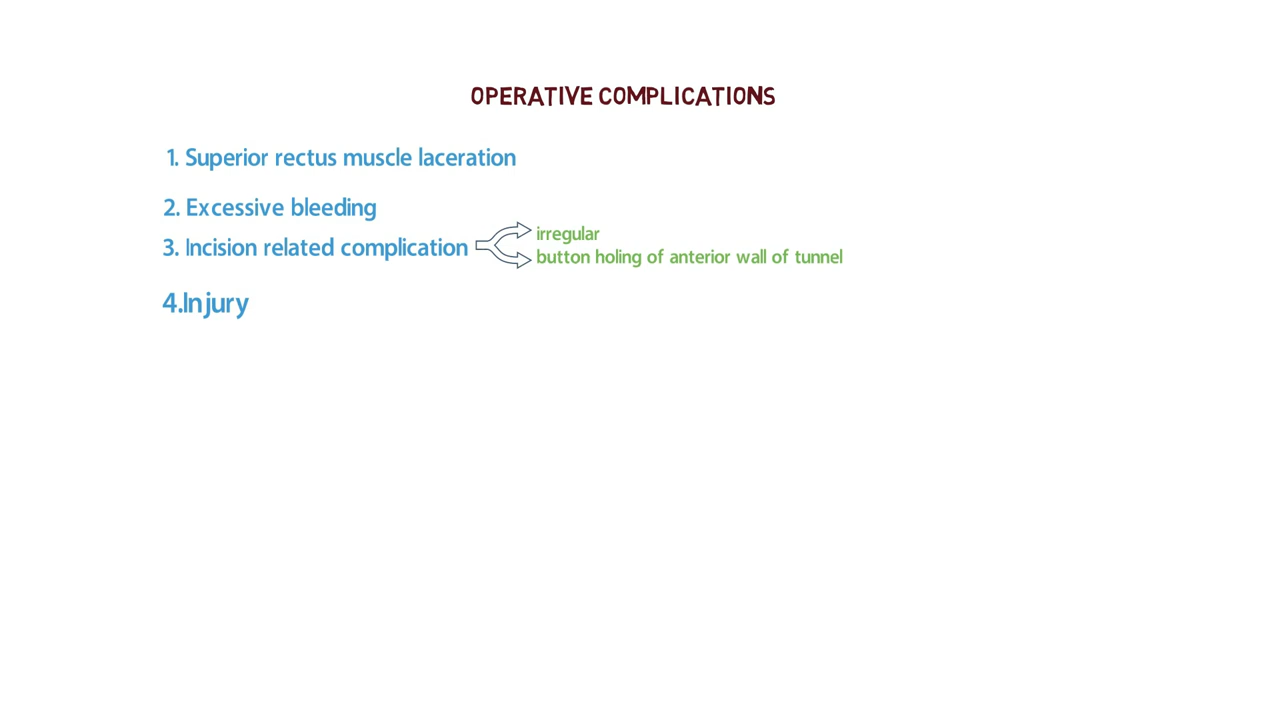 OPERATIVE COMPLICATIONS
1. Superior rectus muscle laceration
2. Excessive bleeding
3. Incision related complication
irregular
button holing of anterior wall of tunnel
4.Injury